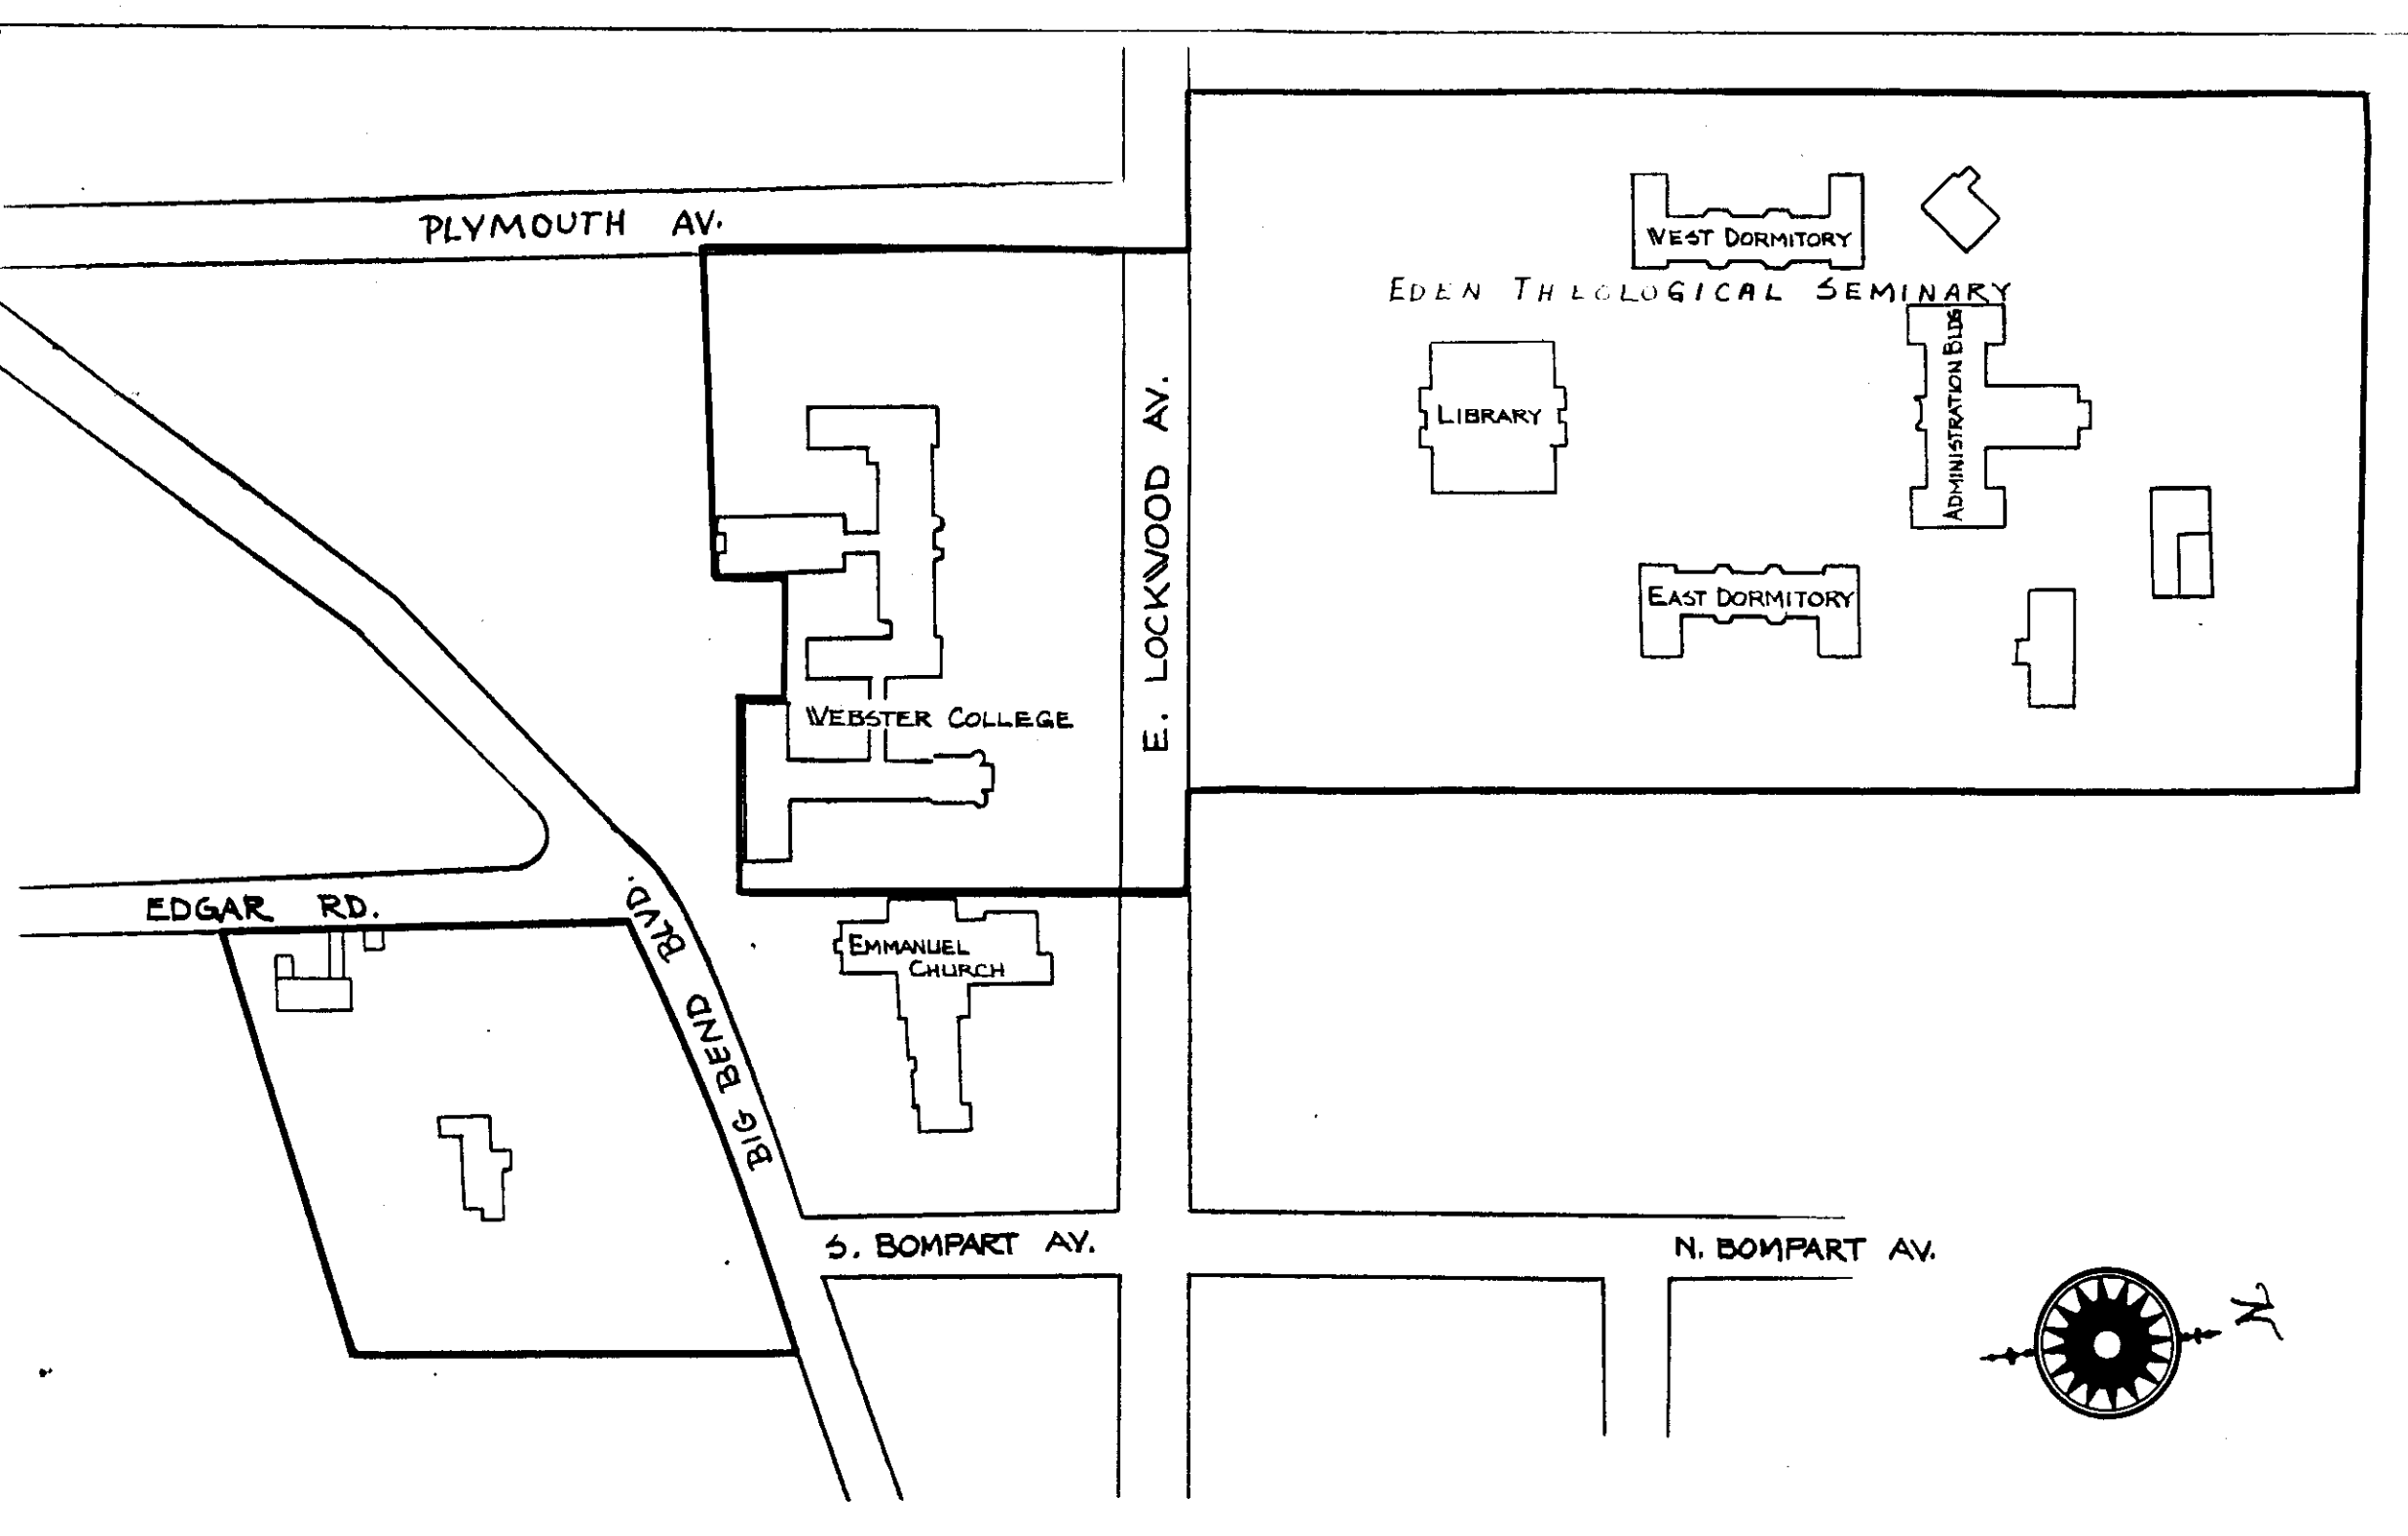 PLYMOUTH AV.
WEST DORMITORY
EDEN THEOLOGICAL SEMINARY
ADMINISTRATION BLDG
LIBRARY
E. LOCKWOOD AV.
EAST DORMITORY
WEBSTER COLLEGE
EDGAR RD.
BIG BEND BLVD.
EMMANUEL
CHURCH
S. BOMPART AV.
N. BOMPART AV.
N